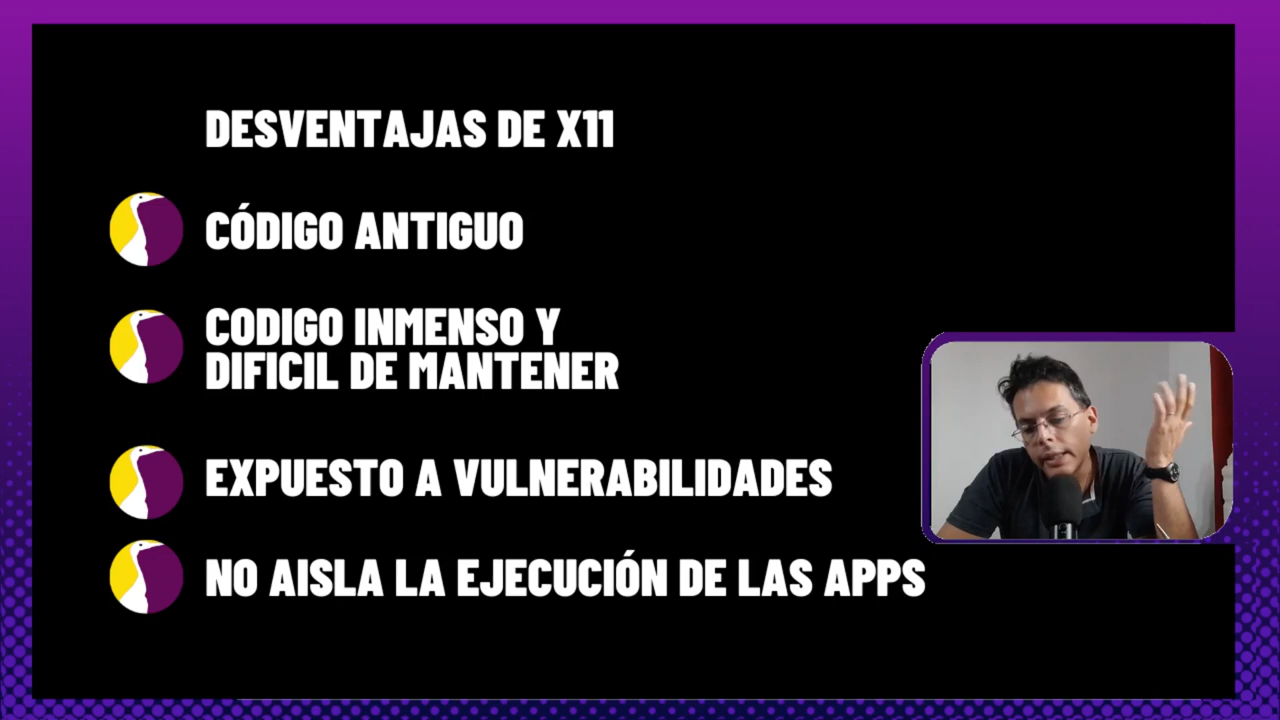 DESVENTAJAS DE X11
CÓDIGO ANTIGUO
CODIGO INMENSO Y
DIFICIL DE MANTENER
EXPUESTO A VULNERABILIDADES
NO AISLA LA EJECUCIÓN DE LAS APPS